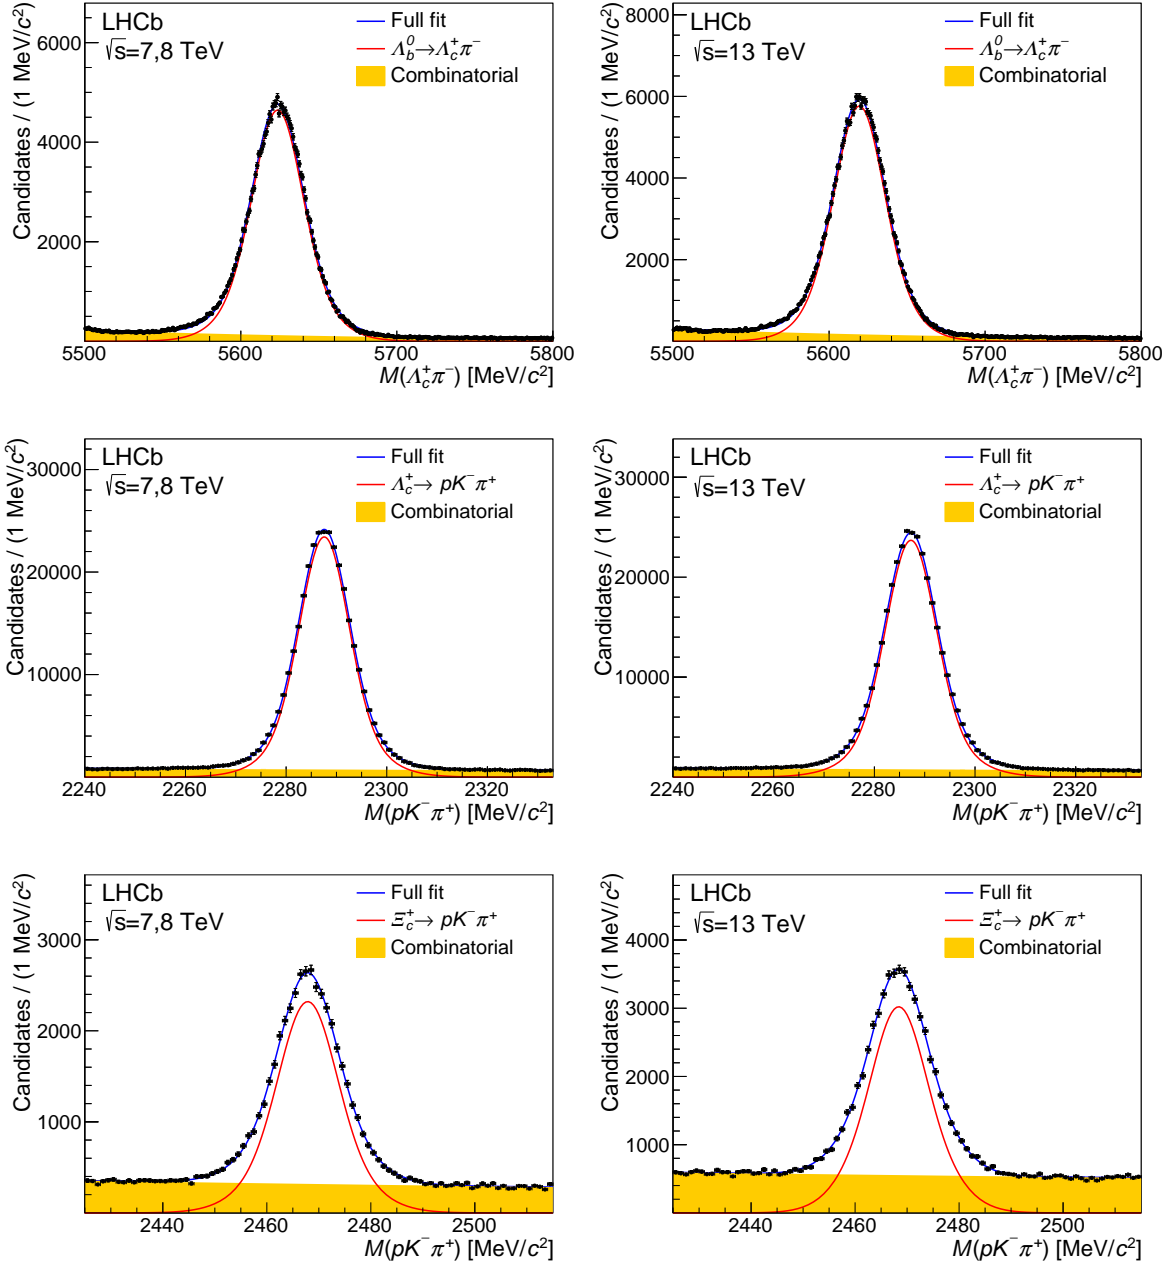 LHCb
√s=7,8 TeV
Full fit
Λb0→Λc+π−
Combinatorial
Candidates / (1 MeV/c2)
6000
4000
2000
5500 5600 5700 5800
M(Λc+π−) [MeV/c2]
LHCb
√s=13 TeV
Full fit
Λb0→Λc+π−
Combinatorial
Candidates / (1 MeV/c2)
8000
6000
4000
2000
5500 5600 5700 5800
M(Λc+π−) [MeV/c2]
LHCb
√s=7,8 TeV
Full fit
Λc+→ pK−π+
Combinatorial
Candidates / (1 MeV/c2)
30000
20000
10000
2240 2260 2280 2300 2320
M(pK−π+) [MeV/c2]
LHCb
√s=13 TeV
Full fit
Λc+→ pK−π+
Combinatorial
Candidates / (1 MeV/c2)
30000
20000
10000
2240 2260 2280 2300 2320
M(pK−π+) [MeV/c2]
LHCb
√s=7,8 TeV
Full fit
Ξc+→ pK−π+
Combinatorial
Candidates / (1 MeV/c2)
3000
2000
1000
2440 2460 2480 2500
M(pK−π+) [MeV/c2]
LHCb
√s=13 TeV
Full fit
Ξc+→ pK−π+
Combinatorial
Candidates / (1 MeV/c2)
4000
3000
2000
1000
2440 2460 2480 2500
M(pK−π+) [MeV/c2]